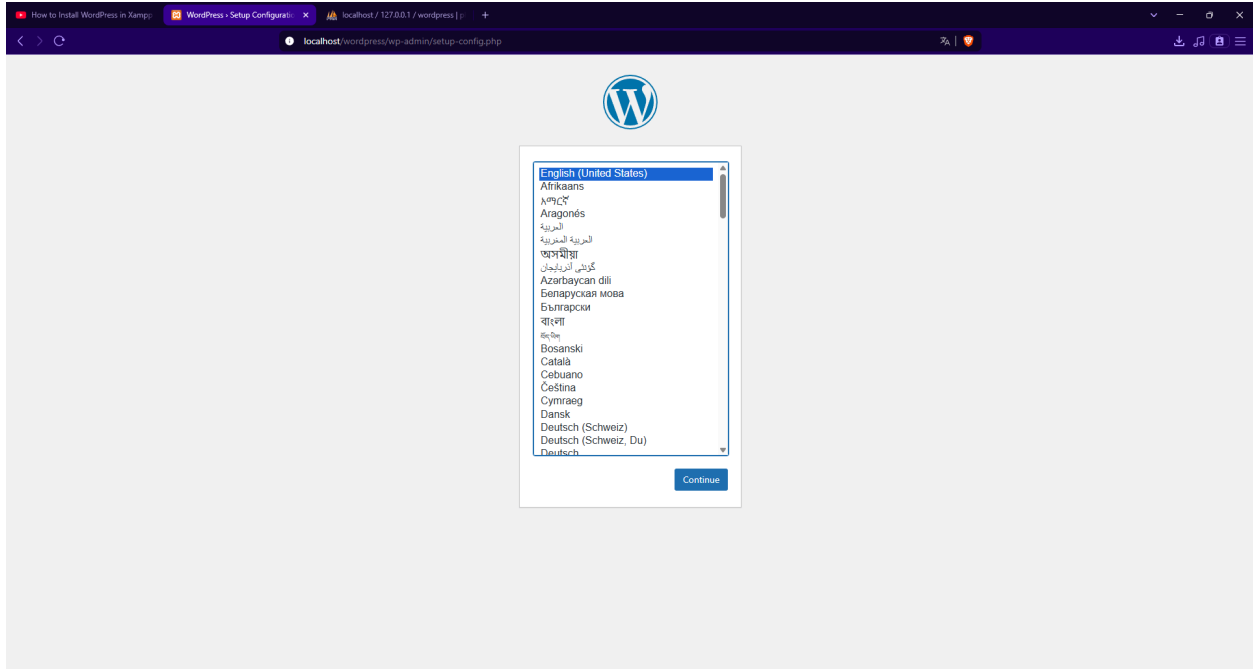 How to Install WordPress in Xampp
WordPress › Setup Configuratio
localhost / 127.0.0.1 / wordpress | p
localhost/wordpress/wp-admin/setup-config.php
English (United States)
Afrikaans
አማርኛ
Aragonés
العربية
العربية المغربية
অসমীয়া
گؤنئی آذربایجان
Azərbaycan dili
Беларуская мова
Български
বাংলা
བོད་ཡིག
Bosanski
Català
Cebuano
Čeština
Cymraeg
Dansk
Deutsch (Schweiz)
Deutsch (Schweiz, Du)
Deutsch
Continue